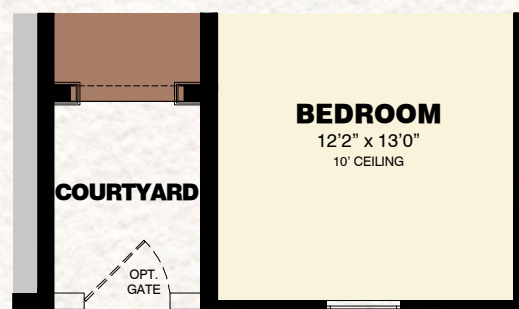 BEDROOM
12’2” x 13’0”
10’ CEILING
COURTYARD
OPT.
GATE